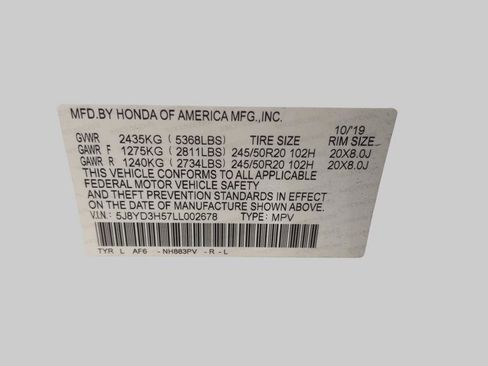 MFD.BY HONDA OF AMERICA MFG.,INC.
10/'19
GVWR 2435KG (5368LBS) TIRE SIZE RIM SIZE
GAWR F 1275KG (2811LBS) 245/50R20 102H 20X8.0J
GAWR R 1240KG (2734LBS) 245/50R20 102H 20X8.0J
THIS VEHICLE CONFORMS TO ALL APPLICABLE
FEDERAL MOTOR VEHICLE SAFETY
AND THEFT PREVENTION STANDARDS IN EFFECT
ON THE DATE OF MANUFACTURE SHOWN ABOVE.
V.I.N: 5J8YD3H57LL002678 TYPE: MPV
TYR L AF6 -NH883PV -R-L